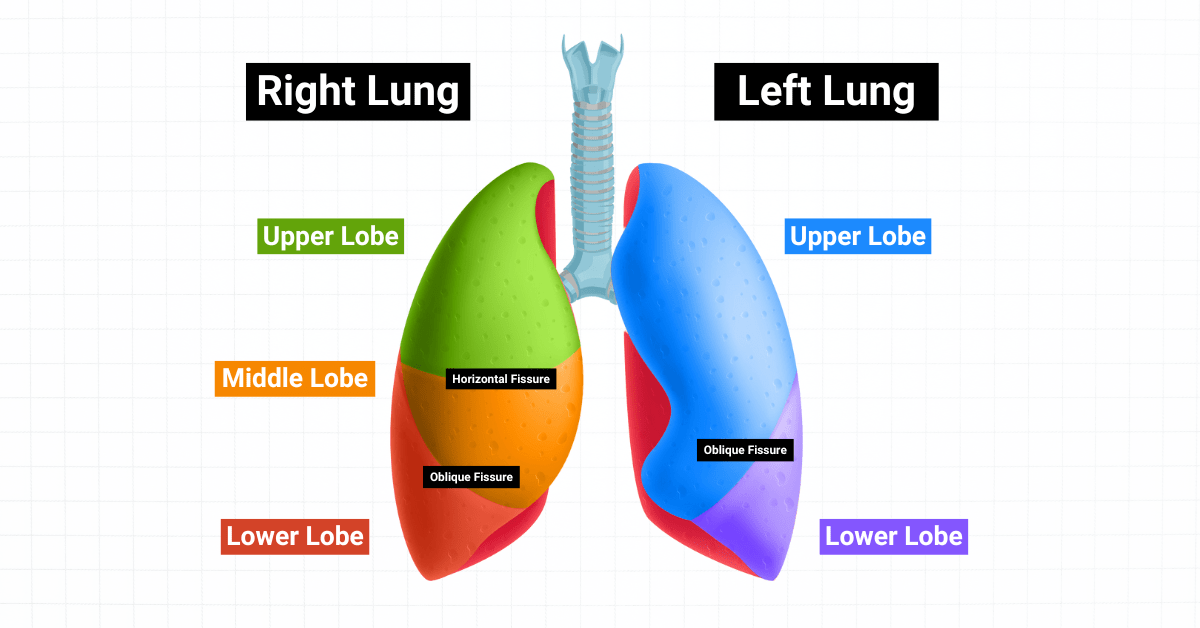 Right Lung
Left Lung
Upper Lobe
Upper Lobe
Middle Lobe
Horizontal Fissure
Oblique Fissure
Oblique Fissure
Lower Lobe
Lower Lobe